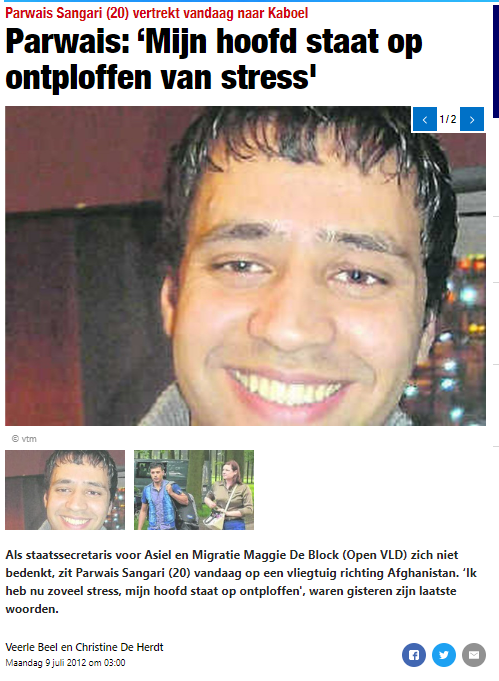 Parwais Sangari (20) vertrekt vandaag naar Kaboel
Parwais: ‘Mijn hoofd staat op
ontploffen van stress'
1/2
© vtm
Als staatssecretaris voor Asiel en Migratie Maggie De Block (Open VLD) zich niet
bedenkt, zit Parwais Sangari (20) vandaag op een vliegtuig richting Afghanistan. ‘Ik
heb nu zoveel stress, mijn hoofd staat op ontploffen', waren gisteren zijn laatste
woorden.
Veerle Beel en Christine De Herdt
Maandag 9 juli 2012 om 03:00